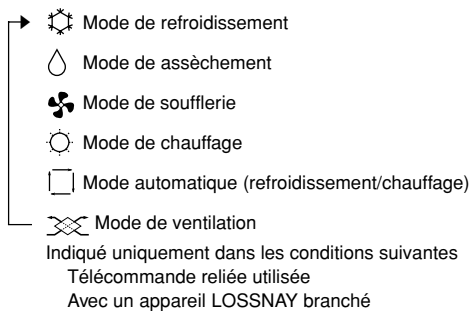 Mode de refroidissement
Mode de assèchement
Mode de soufflerie
Mode de chauffage
Mode automatique (refroidissement/chauffage)
Mode de ventilation
Indiqué uniquement dans les conditions suivantes
Télécommande reliée utilisée
Avec un appareil LOSSNAY branché